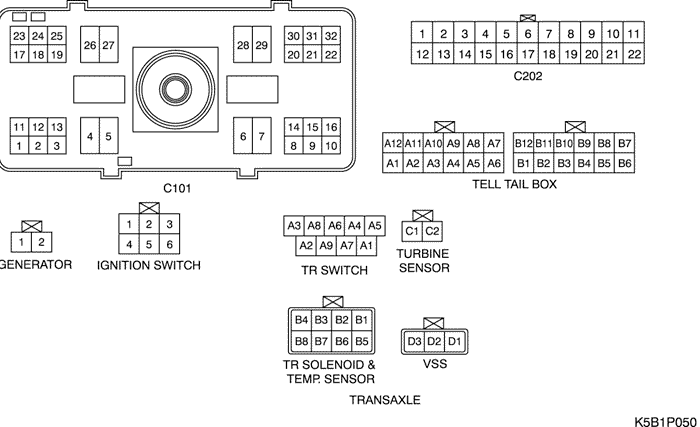 23 24 25 26 27 28 29 30 31 32
17 18 19 20 21 22
11 12 13 4 5 6 7 14 15 16
1 2 3 8 9 10
C101
1 2 3 4 5 6 7 8 9 10 11
12 13 14 15 16 17 18 19 20 21 22
C202
A12 A11 A10 A9 A8 A7
A1 A2 A3 A4 A5 A6
B12 B11 B10 B9 B8 B7
B1 B2 B3 B4 B5 B6
TELL TAIL BOX
1 2
GENERATOR
1 2 3
4 5 6
IGNITION SWITCH
A3 A8 A6 A4 A5
A2 A9 A7 A1
TR SWITCH
C1 C2
TURBINE
SENSOR
B4 B3 B2 B1
B8 B7 B6 B5
TR SOLENOID &
TEMP. SENSOR
D3 D2 D1
VSS
TRANSAXLE
K5B1P050